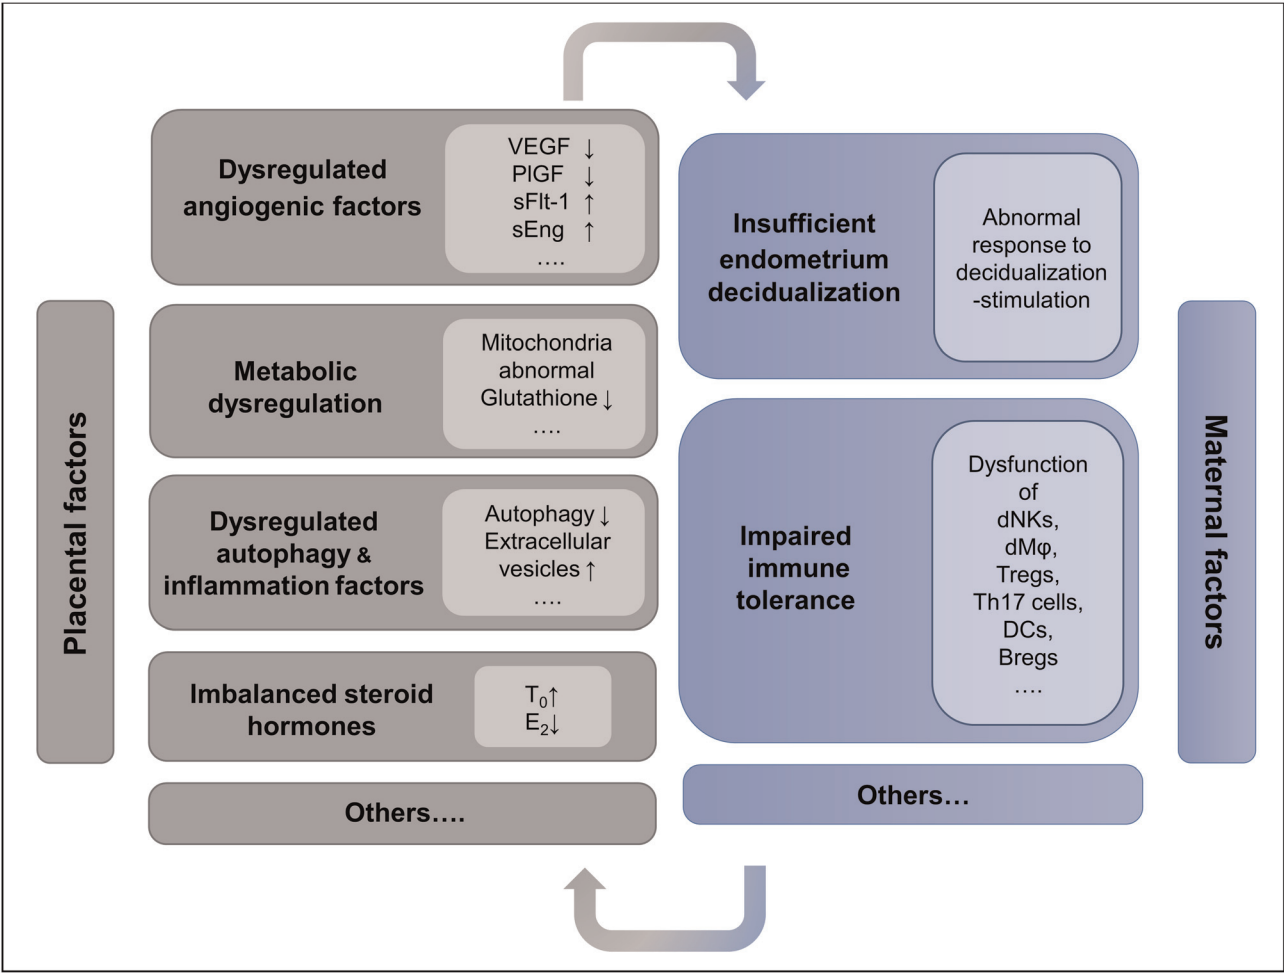 Placental factors
Dysregulated
angiogenic factors
VEGF ↓
PlGF ↓
sFlt-1 ↑
sEng ↑
....
Metabolic
dysregulation
Mitochondria
abnormal
Glutathione↓
....
Dysregulated
autophagy &
inflammation factors
Autophagy↓
Extracellular
vesicles↑
....
Imbalanced steroid
hormones
T₀↑
E₂↓
Others....
Insufficient
endometrium
decidualization
Abnormal
response to
decidualization
-stimulation
Impaired
immune
tolerance
Dysfunction
of
dNKs,
dMφ,
Tregs,
Th17 cells,
DCs,
Bregs
....
Others...
Maternal factors